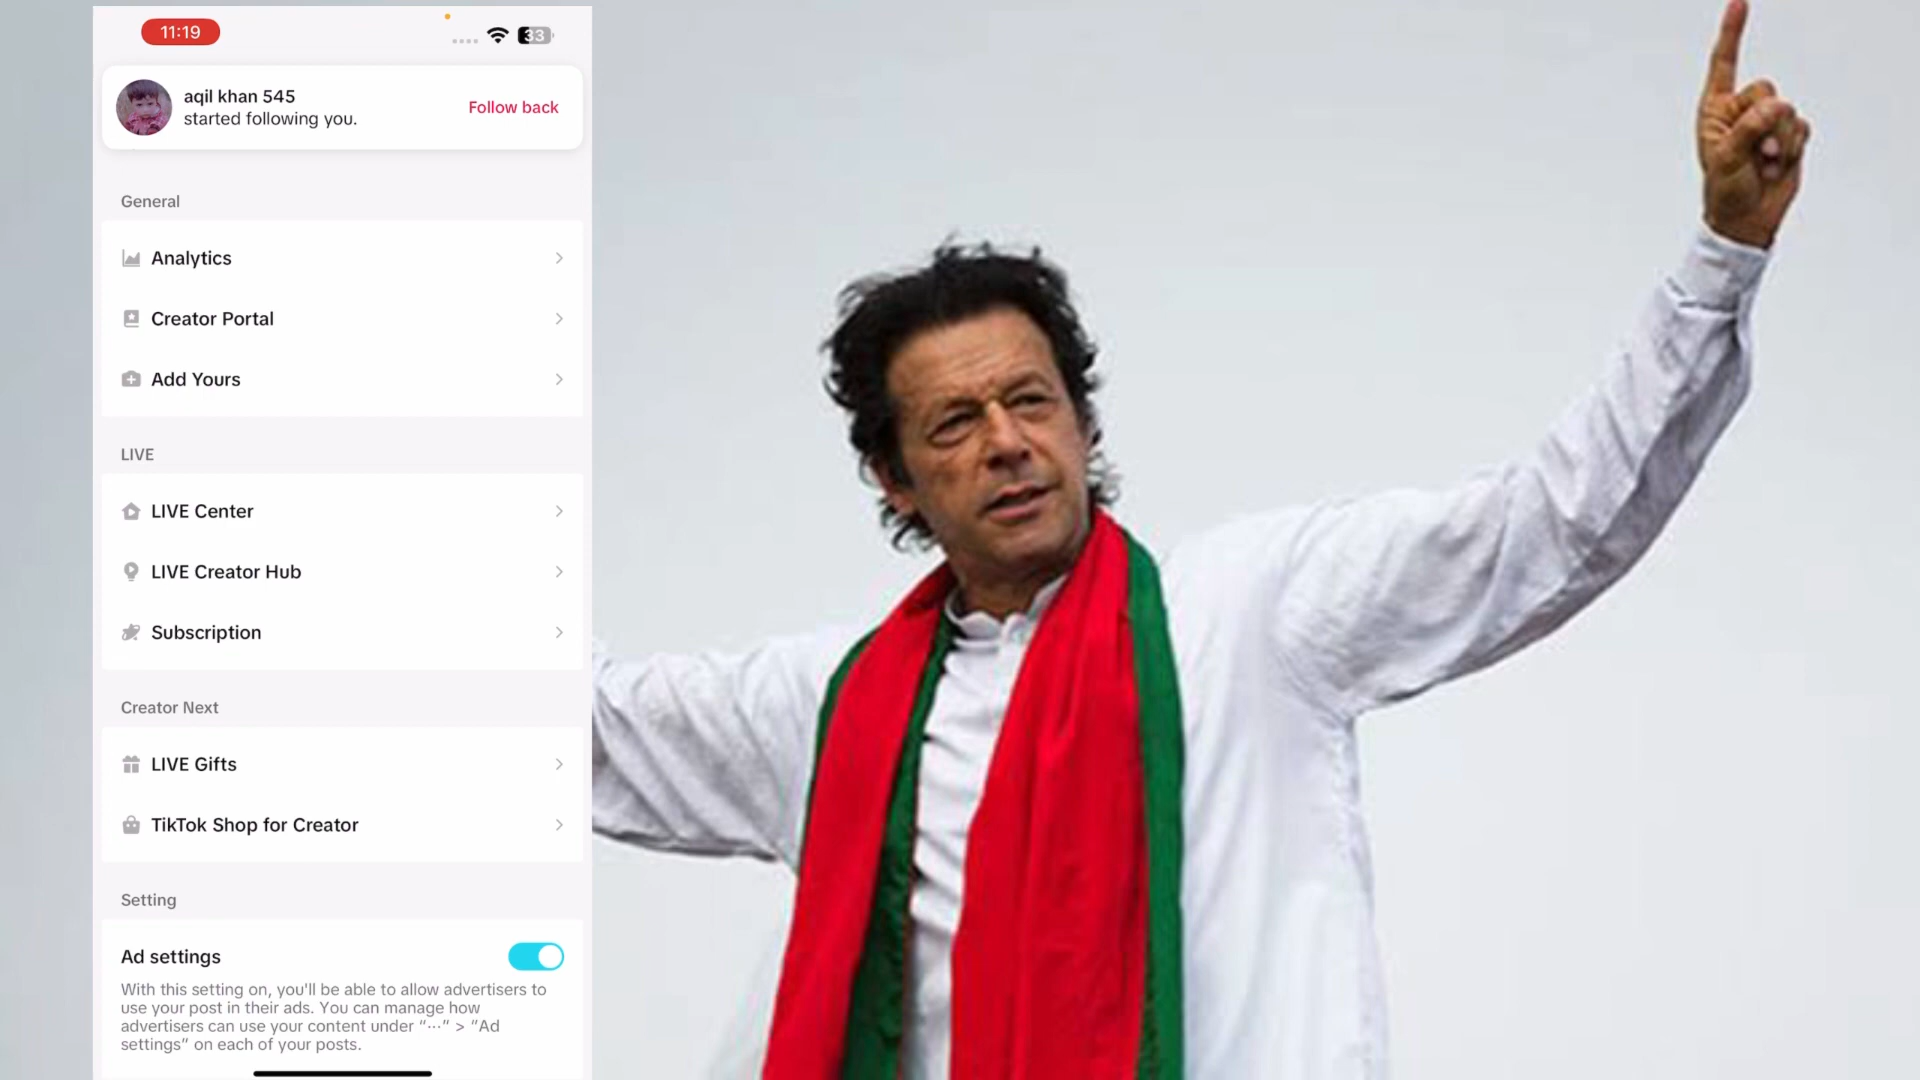 11:19
33
aqil khan 545
started following you.
Follow back
General
Analytics
Creator Portal
Add Yours
LIVE
LIVE Center
LIVE Creator Hub
Subscription
Creator Next
LIVE Gifts
TikTok Shop for Creator
Setting
Ad settings
With this setting on, you'll be able to allow advertisers to
use your post in their ads. You can manage how
advertisers can use your content under “···” > “Ad
settings” on each of your posts.